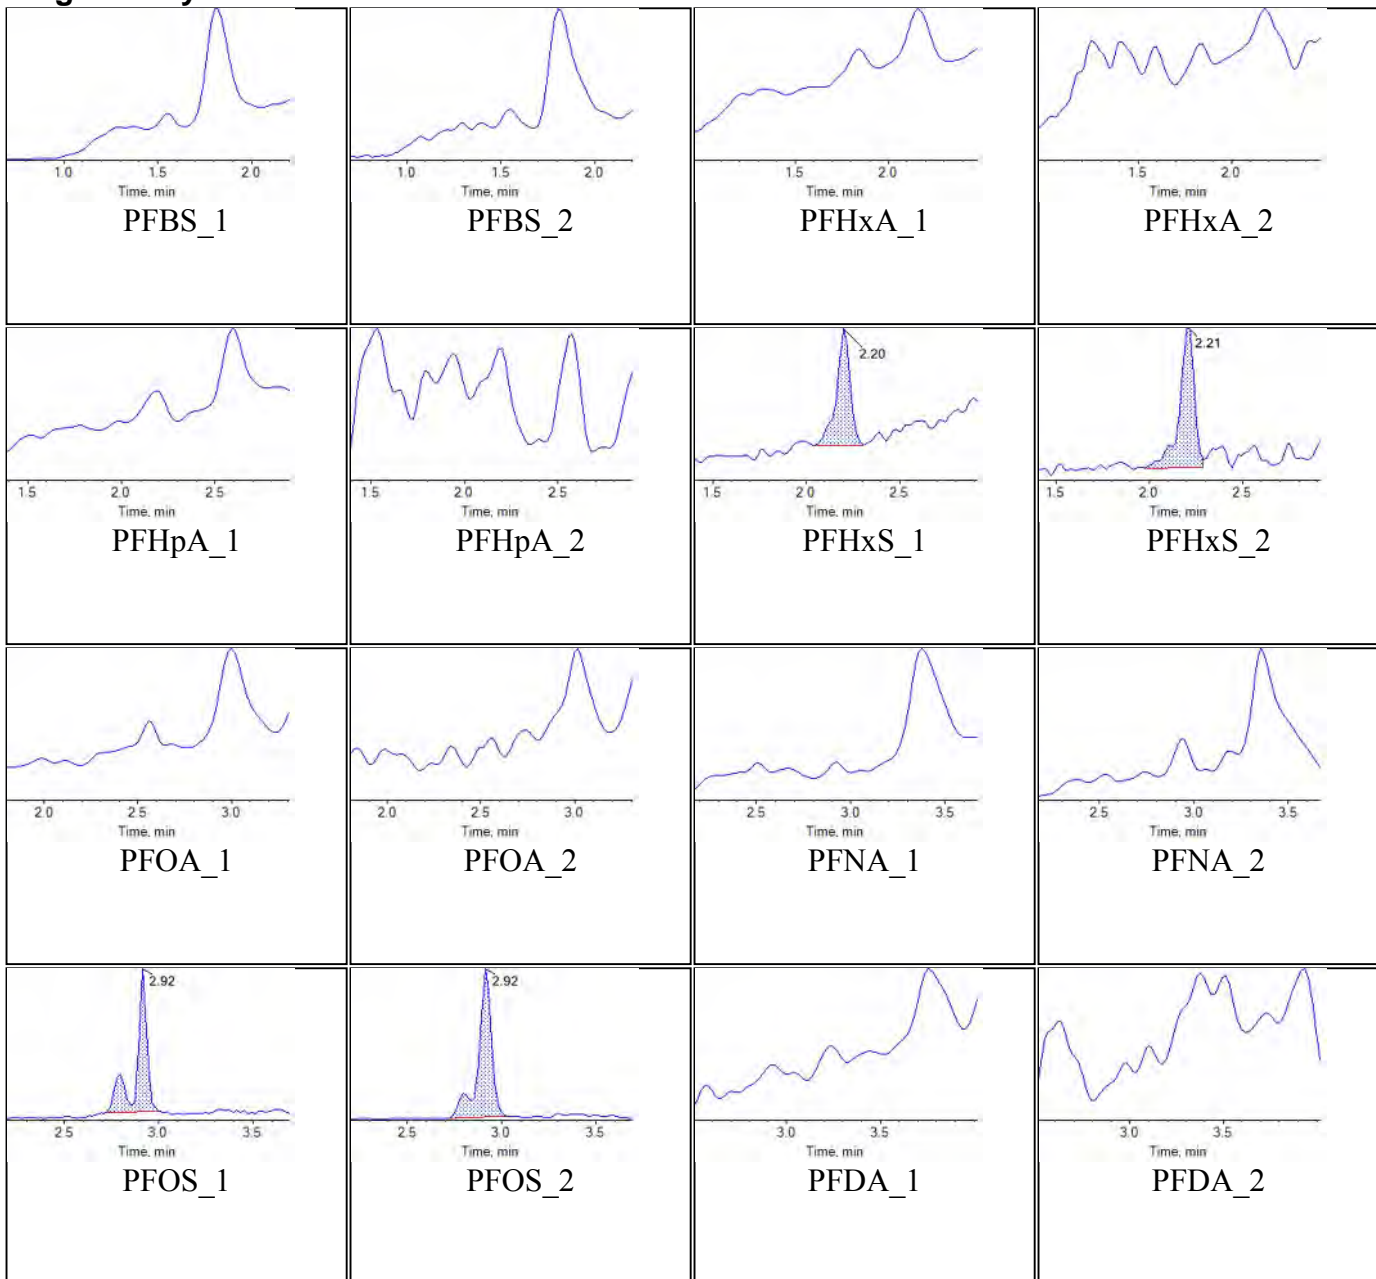 1.0 1.5 2.0
Time, min
PFBS_1
1.0 1.5 2.0
Time, min
PFBS_2
1.5 2.0
Time, min
PFHxA_1
1.5 2.0
Time, min
PFHxA_2
1.5 2.0 2.5
Time, min
PFHpA_1
1.5 2.0 2.5
Time, min
PFHpA_2
2.20
1.5 2.0 2.5
Time, min
PFHxS_1
2.21
1.5 2.0 2.5
Time, min
PFHxS_2
2.0 2.5 3.0
Time, min
PFOA_1
2.0 2.5 3.0
Time, min
PFOA_2
2.5 3.0 3.5
Time, min
PFNA_1
2.5 3.0 3.5
Time, min
PFNA_2
2.92
2.5 3.0 3.5
Time, min
PFOS_1
2.92
2.5 3.0 3.5
Time, min
PFOS_2
3.0 3.5
Time, min
PFDA_1
3.0 3.5
Time, min
PFDA_2